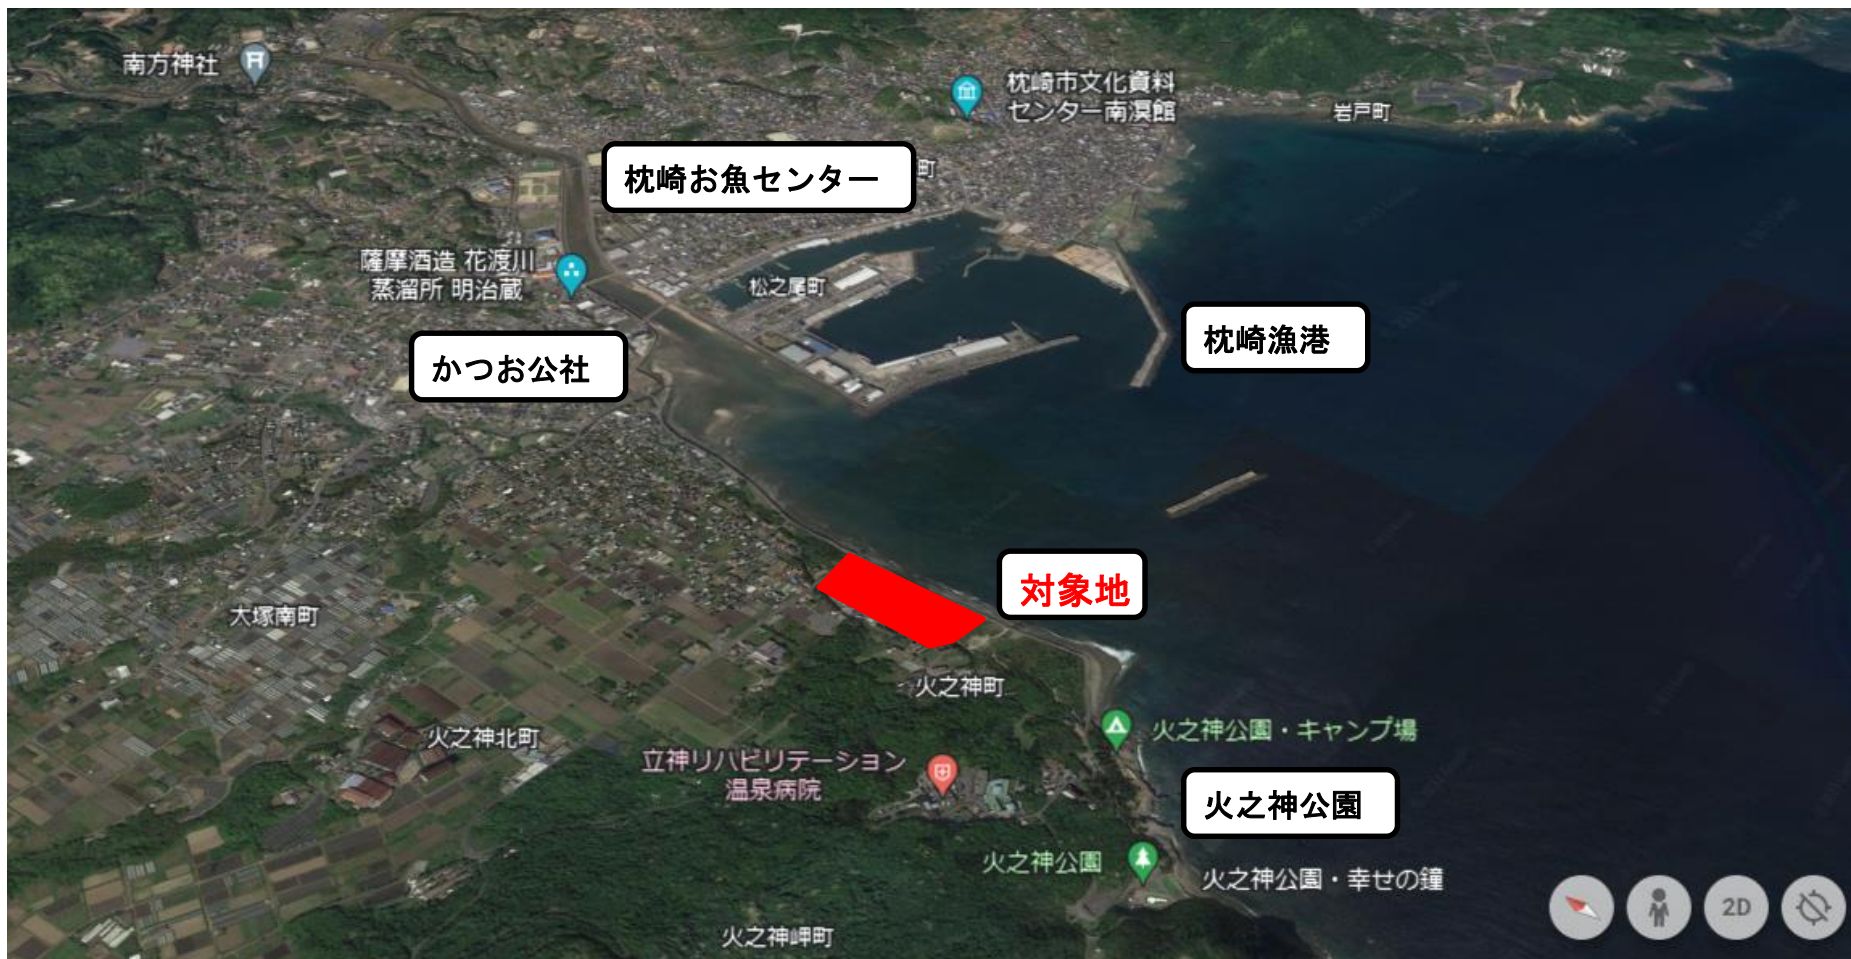 南方神社
枕崎市文化資料
センター南溟館
岩戸町
枕崎お魚センター
町
薩摩酒造 花渡川
蒸溜所 明治蔵
松之尾町
枕崎漁港
かつお公社
対象地
大塚南町
火之神町
火之神北町
火之神公園・キャンプ場
立神リハビリテーション
温泉病院
火之神公園
火之神公園
火之神公園・幸せの鐘
2D
火之神岬町